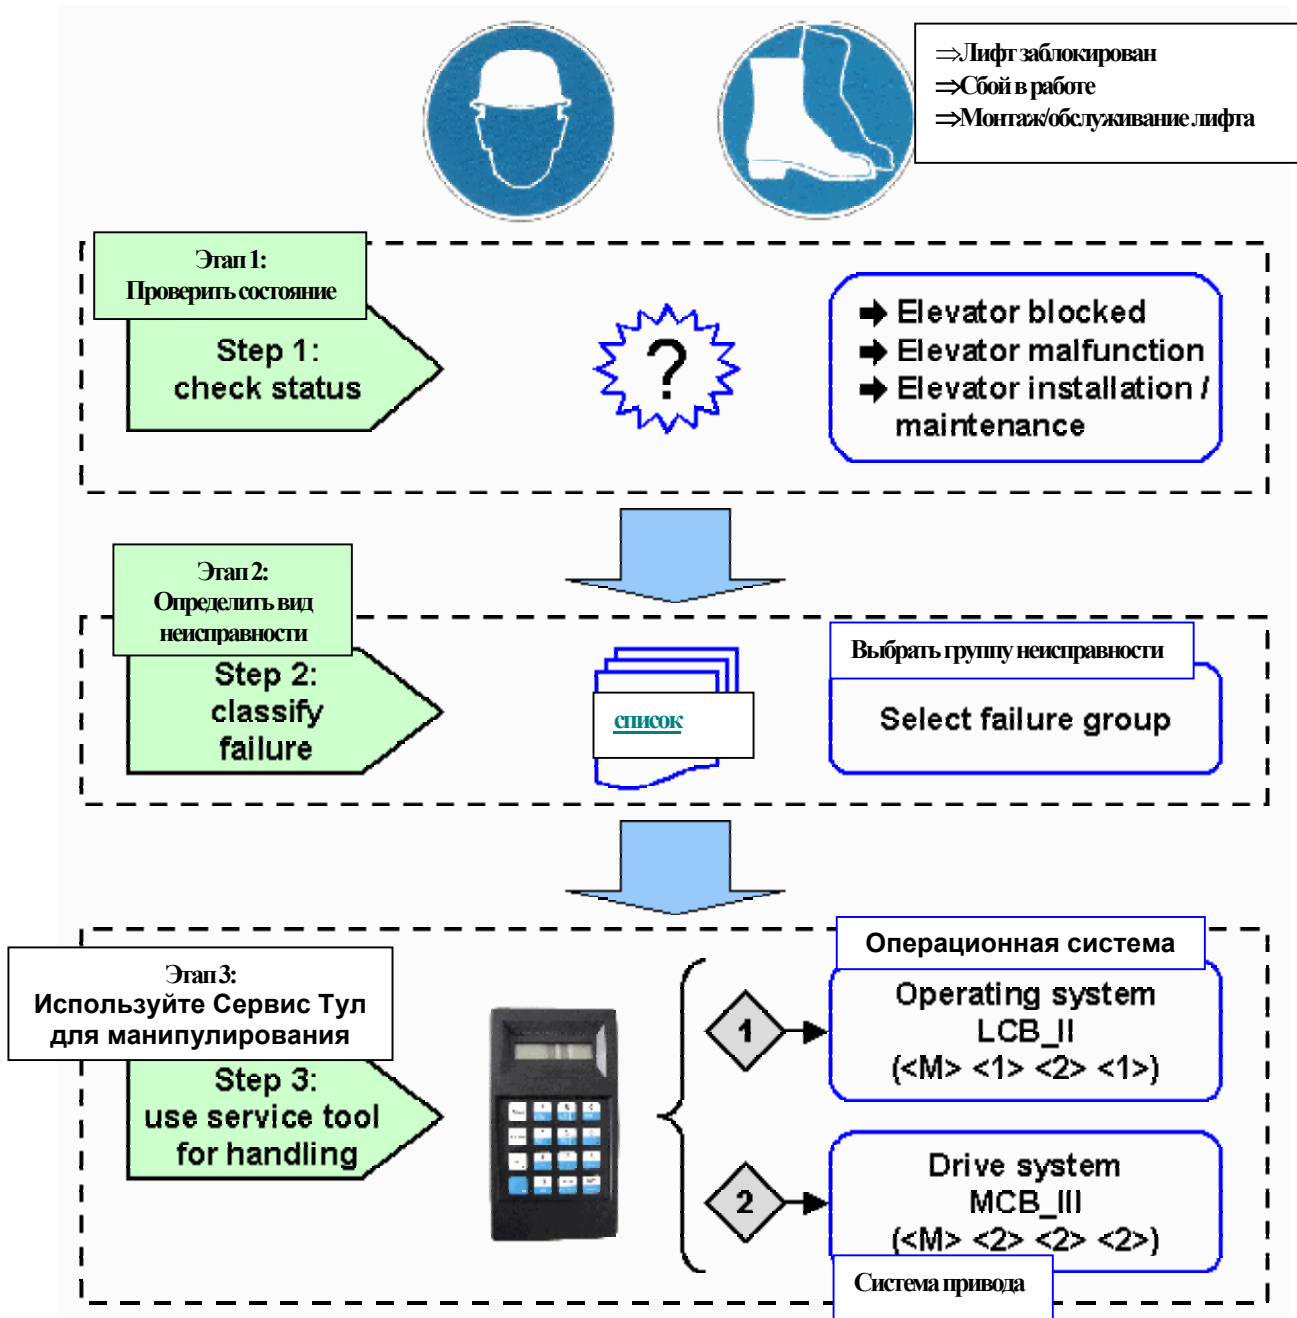 ⇒Лифт заблокирован
⇒Сбой в работе
⇒Монтаж/обслуживание лифта
Этап 1:
Проверить состояние
Step 1:
check status
?
➔ Elevator blocked
➔ Elevator malfunction
➔ Elevator installation /
maintenance
Этап 2:
Определить вид
неисправности
Step 2:
classify
failure
список
Выбрать группу неисправности
Select failure group
Этап 3:
Используйте Сервис Тул
для манипулирования
Step 3:
use service tool
for handling
1
Операционная система
Operating system
LCB_II
(<M> <1> <2> <1>)
2
Drive system
MCB_III
(<M> <2> <2> <2>)
Система привода